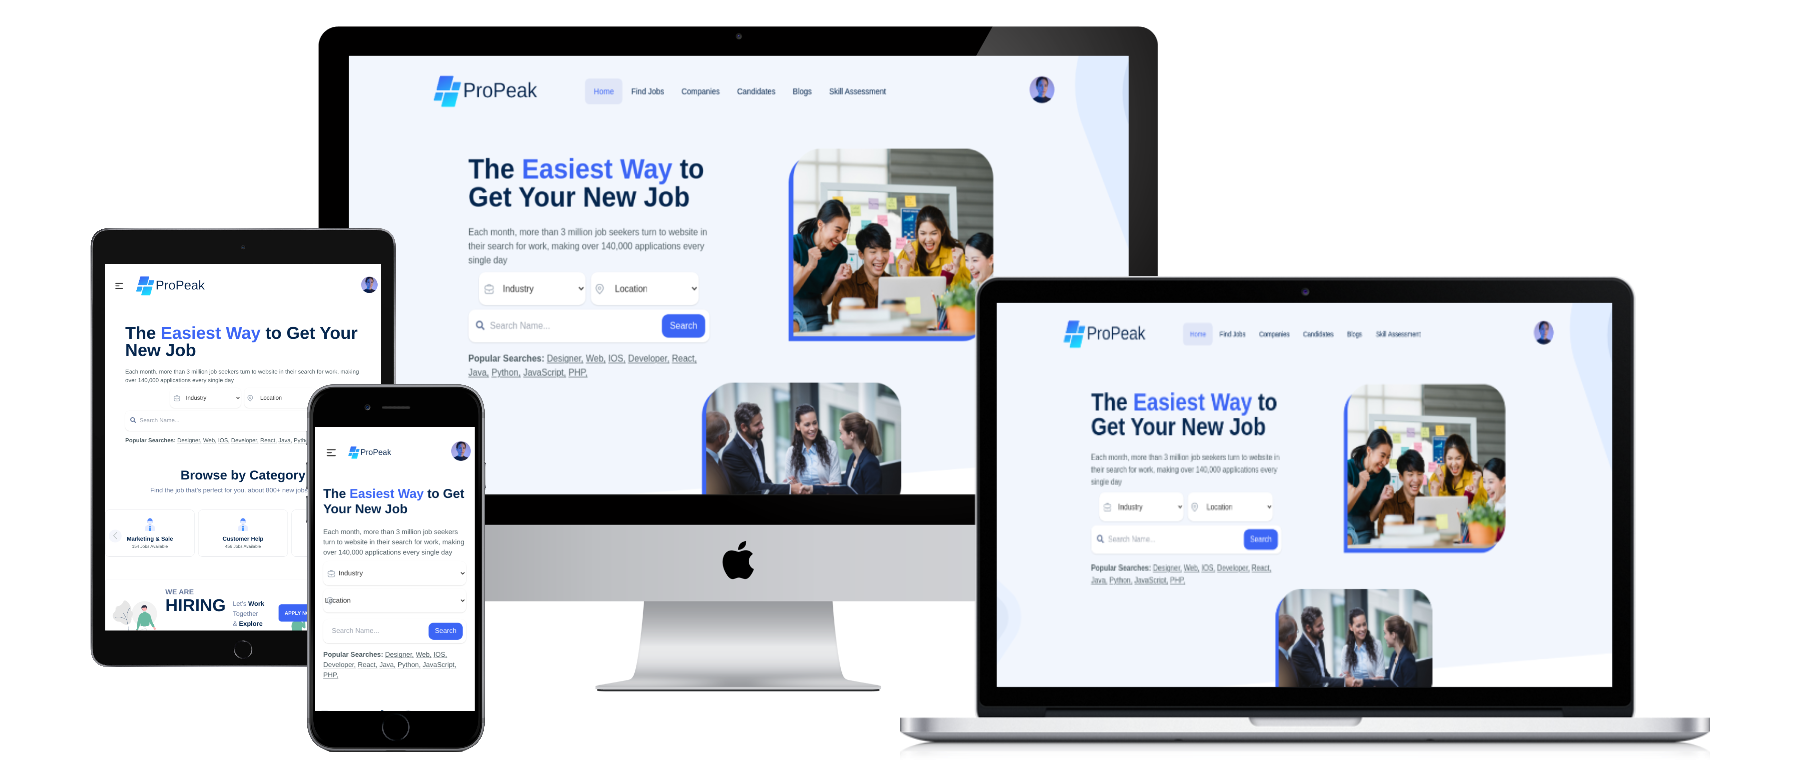 ProPeak
Home Find Jobs Companies Candidates Blogs Skill Assessment
The Easiest Way to
Get Your New Job
Each month, more than 3 million job seekers turn to website in
their search for work, making over 140,000 applications every
single day
Industry Location
Search Name... Search
Popular Searches: Designer, Web, IOS, Developer, React,
Java, Python, JavaScript, PHP,
ProPeak
The Easiest Way to Get Your
New Job
Each month, more than 3 million job seekers turn to website in their search for work, making
over 140,000 applications every single day
Industry Location
Search Name...
Popular Searches: Designer, Web, IOS, Developer, React, Java,
Browse by Category
Find the job that's perfect for you. about 800+ new jobs
Marketing & Sale
Jobs Available
Customer Help
Jobs Available
WE ARE
HIRING
Let's Work
Together
& Explore
APPLY
ProPeak
The Easiest Way to Get
Your New Job
Each month, more than 3 million job seekers
turn to website in their search for work, making
over 140,000 applications every single day
Industry
Location
Search Name... Search
Popular Searches: Designer, Web, IOS,
Developer, React, Java, Python, JavaScript,
PHP,
ProPeak
Home Find Jobs Companies Candidates Blogs Skill Assessment
The Easiest Way to
Get Your New Job
Each month, more than 3 million job seekers turn to website in
their search for work, making over 140,000 applications every
single day
Industry Location
Search Name... Search
Popular Searches: Designer, Web, IOS, Developer, React,
Java, Python, JavaScript, PHP,